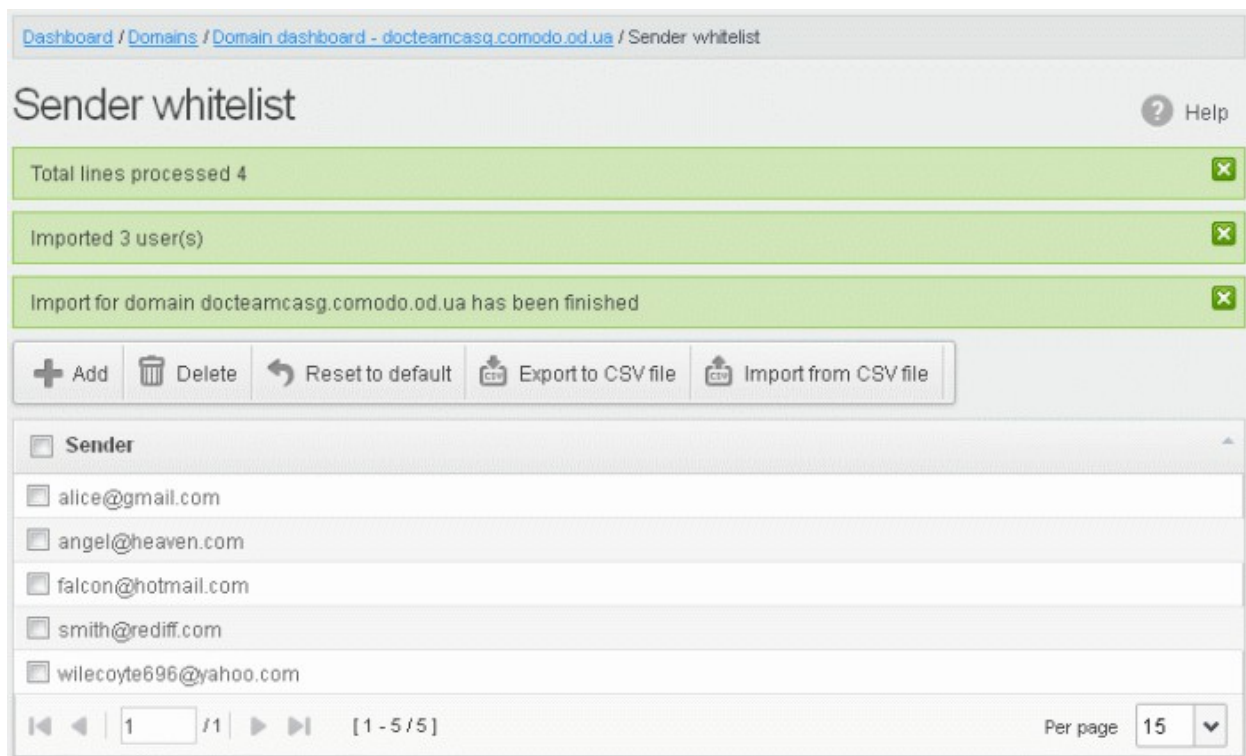 Dashboard / Domains / Domain dashboard - docteamcasg.comodo.od.ua / Sender whitelist
Sender whitelist
Help
Total lines processed 4
Imported 3 user(s)
Import for domain docteamcasg.comodo.od.ua has been finished
Add Delete Reset to default CSV Export to CSV file CSV Import from CSV file
Sender
alice@gmail.com
angel@heaven.com
falcon@hotmail.com
smith@rediff.com
wilecoyte696@yahoo.com
1 /1 [1 - 5 / 5] Per page 15